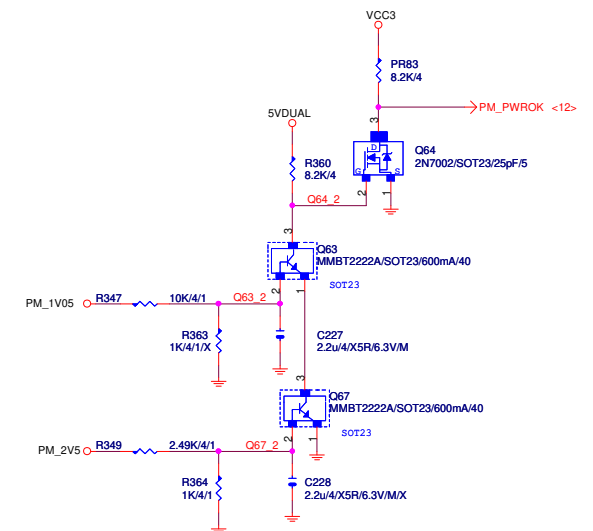 VCC3
PR83
8.2K/4
PM_PWROK <12>
3
5VDUAL
D
Q64
2N7002/SOT23/25pF/5
R360
8.2K/4
G
S
2
1
Q64_2
3
Q63
MMBT2222A/SOT23/600mA/40
SOT23
2
1
PM_1V05
R347
10K/4/1
Q63_2
R363
1K/4/1/X
C227
2.2u/4/X5R/6.3V/M
3
Q67
MMBT2222A/SOT23/600mA/40
SOT23
2
1
PM_2V5
R349
2.49K/4/1
Q67_2
R364
1K/4/1
C228
2.2u/4/X5R/6.3V/M/X